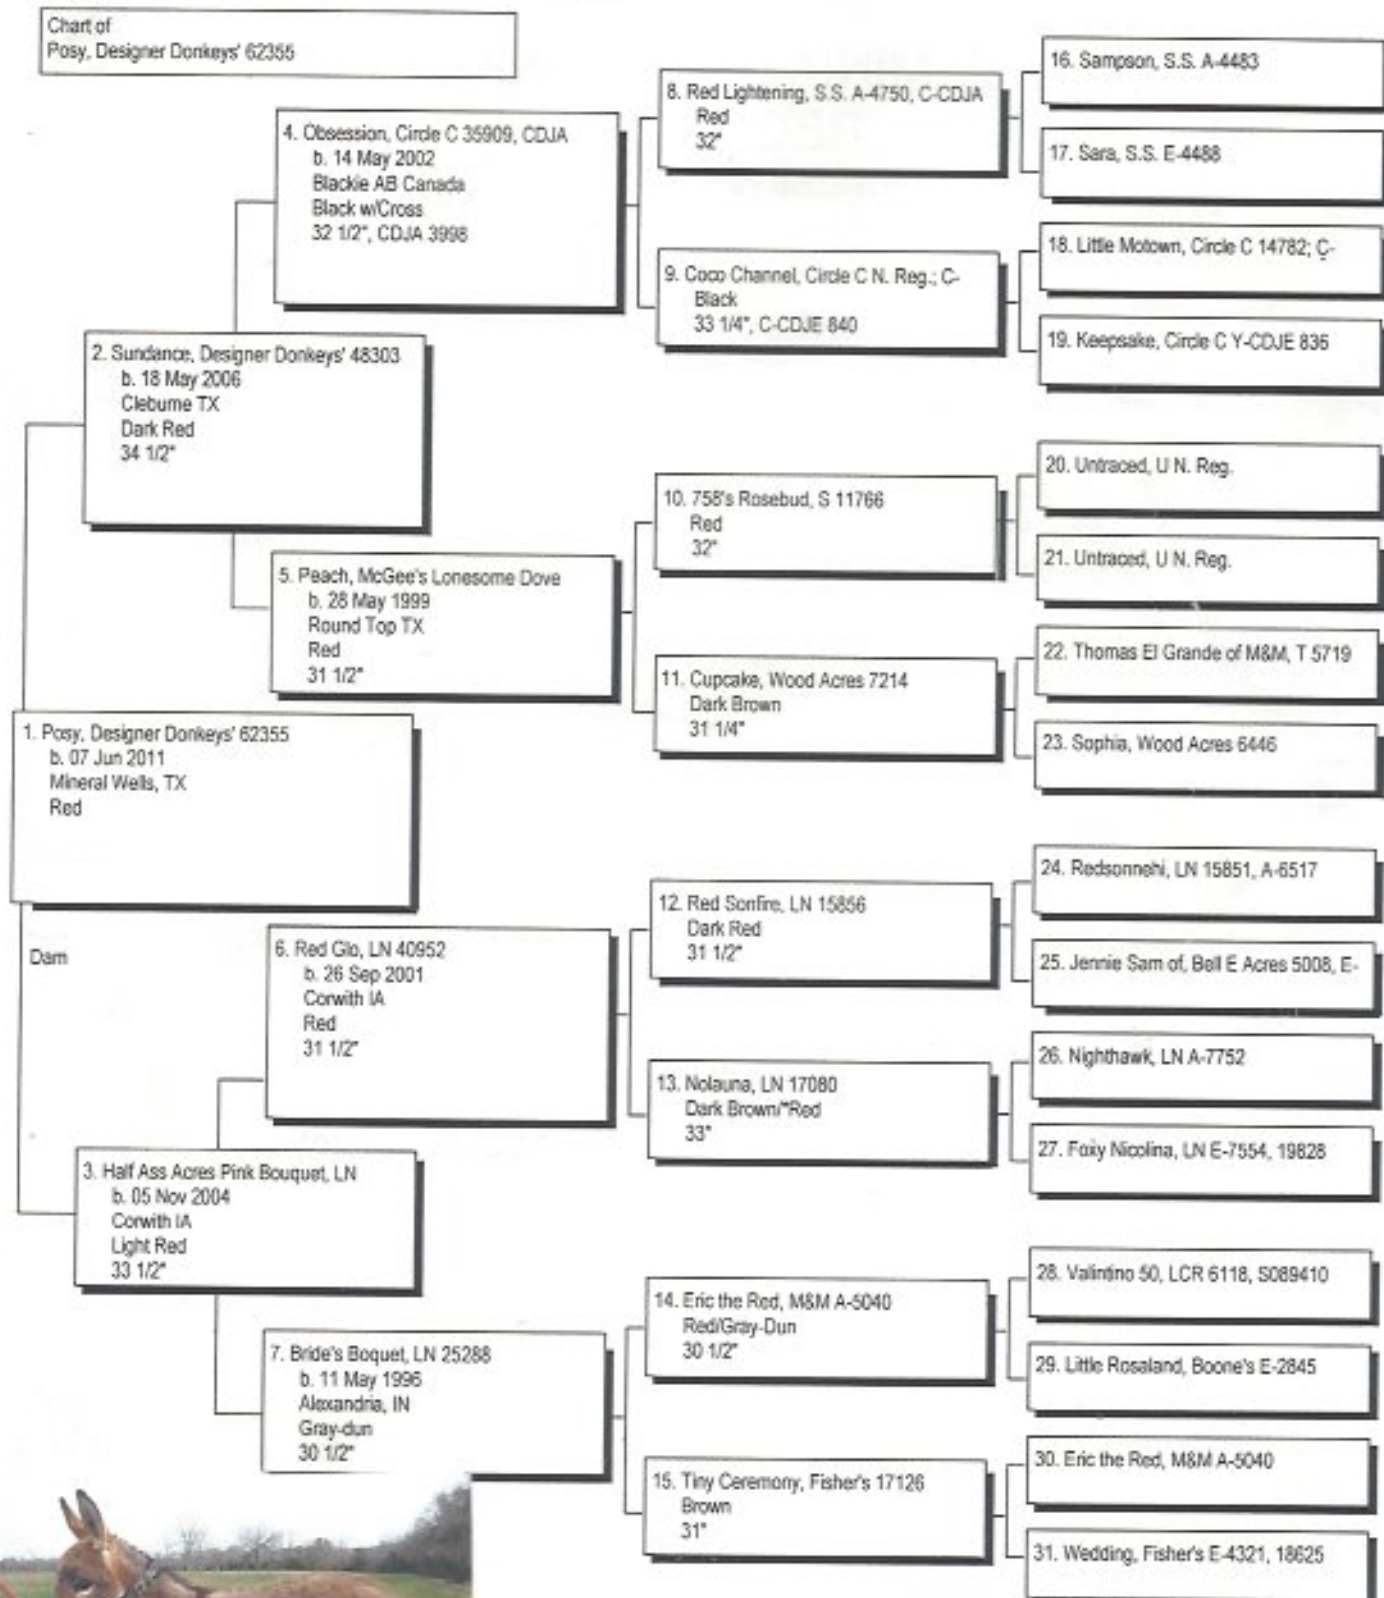 Chart of
Posy, Designer Donkeys' 62355
1. Posy, Designer Donkeys' 62355
b. 07 Jun 2011
Mineral Wells, TX
Red
Dam
2. Sundance, Designer Donkeys' 48303
b. 18 May 2006
Cleburne TX
Dark Red
34 1/2"
3. Half Ass Acres Pink Bouquet, LN
b. 05 Nov 2004
Corwith IA
Light Red
33 1/2"
4. Obsession, Circle C 35909, CDJA
b. 14 May 2002
Blackie AB Canada
Black w/Cross
32 1/2", CDJA 3998
5. Peach, McGee's Lonesome Dove
b. 28 May 1999
Round Top TX
Red
31 1/2"
6. Red Glo, LN 40952
b. 26 Sep 2001
Corwith IA
Red
31 1/2"
7. Bride's Boquet, LN 25288
b. 11 May 1996
Alexandria, IN
Gray-dun
30 1/2"
8. Red Lightening, S.S. A-4750, C-CDJA
Red
32"
9. Coco Channel, Circle C N. Reg.; C-
Black
33 1/4", C-CDJE 840
10. 758's Rosebud, S 11766
Red
32"
11. Cupcake, Wood Acres 7214
Dark Brown
31 1/4"
12. Red Sonfire, LN 15856
Dark Red
31 1/2"
13. Nolauna, LN 17080
Dark Brown/"Red
33"
14. Eric the Red, M&M A-5040
Red/Gray-Dun
30 1/2"
15. Tiny Ceremony, Fisher's 17126
Brown
31"
16. Sampson, S.S. A-4483
17. Sara, S.S. E-4488
18. Little Motown, Circle C 14782; C-
19. Keepsake, Circle C Y-CDJE 836
20. Untraced, U N. Reg.
21. Untraced, U N. Reg.
22. Thomas El Grande of M&M, T 5719
23. Sophia, Wood Acres 6446
24. Redsonnehi, LN 15851, A-6517
25. Jennie Sam of, Bell E Acres 5008, E-
26. Nighthawk, LN A-7752
27. Foxy Nicolina, LN E-7554, 19828
28. Valintino 50, LCR 6118, S089410
29. Little Rosaland, Boone's E-2845
30. Eric the Red, M&M A-5040
31. Wedding, Fisher's E-4321, 18625